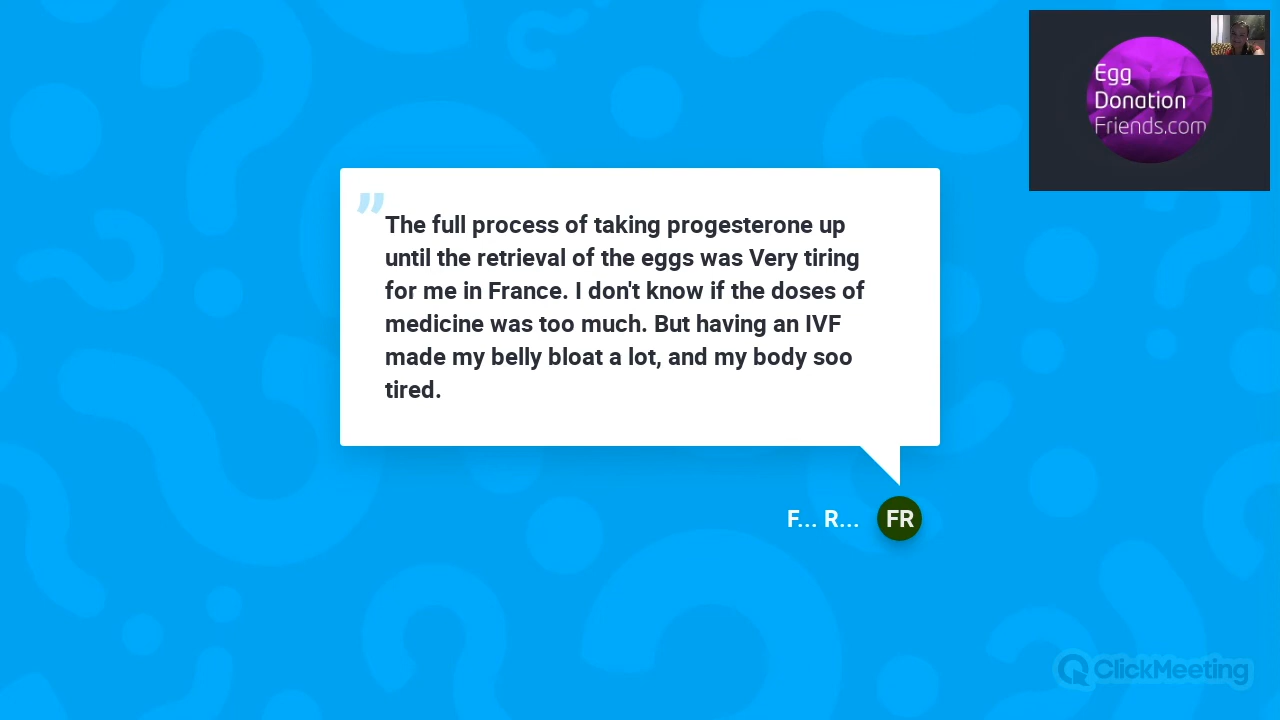 Egg
Donation
Friends.com
"
The full process of taking progesterone up
until the retrieval of the eggs was Very tiring
for me in France. I don't know if the doses of
medicine was too much. But having an IVF
made my belly bloat a lot, and my body soo
tired.
F... R... FR
ClickMeeting